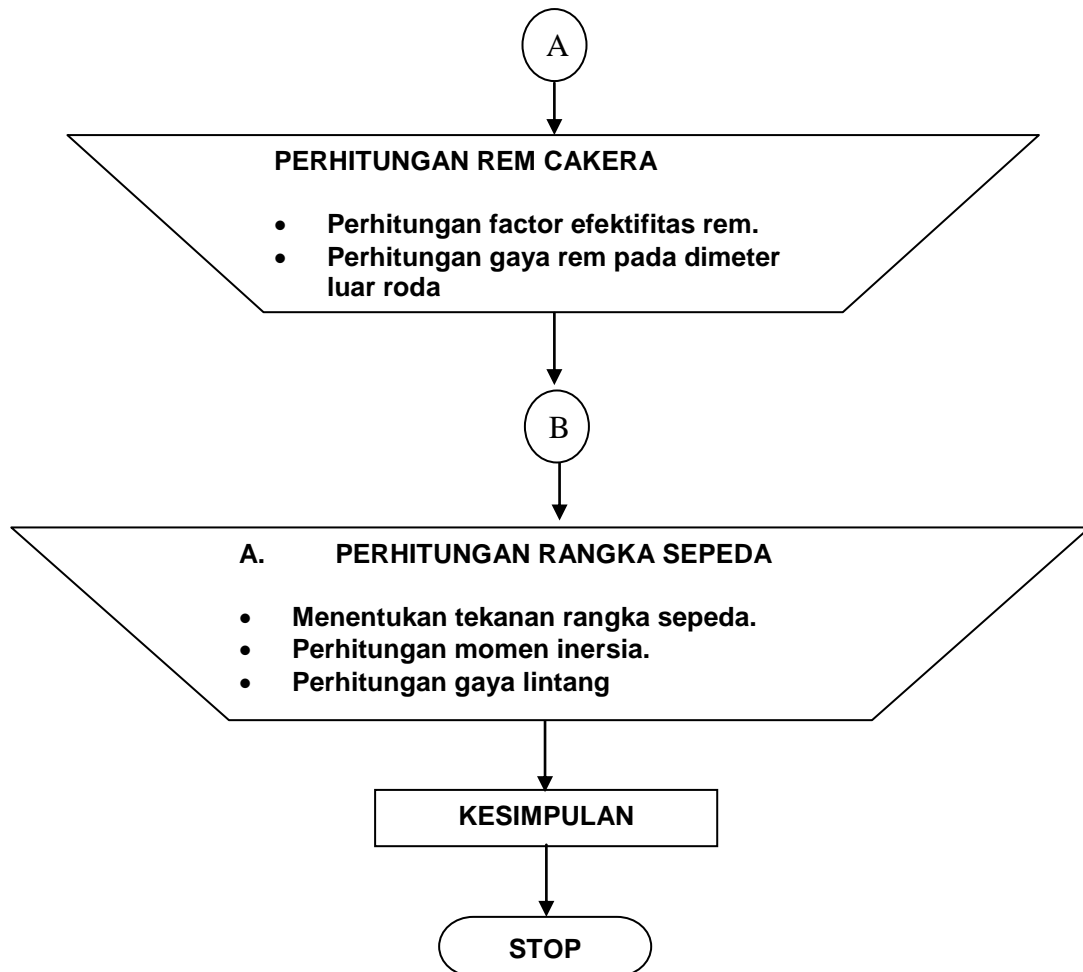 A
PERHITUNGAN REM CAKERA
• Perhitungan factor efektifitas rem.
• Perhitungan gaya rem pada dimeter
luar roda
B
A. PERHITUNGAN RANGKA SEPEDA
• Menentukan tekanan rangka sepeda.
• Perhitungan momen inersia.
• Perhitungan gaya lintang
KESIMPULAN
STOP